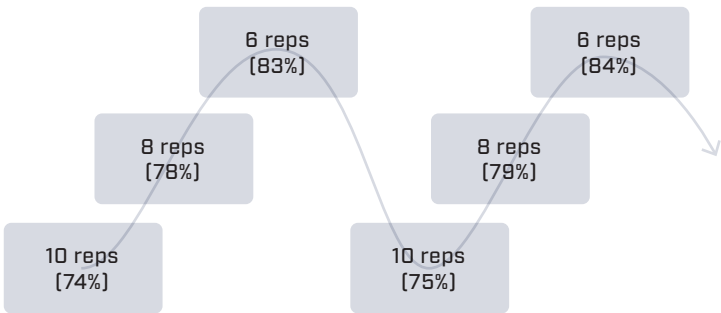 10 reps
(74%)
8 reps
(78%)
6 reps
(83%)
10 reps
(75%)
8 reps
(79%)
6 reps
(84%)